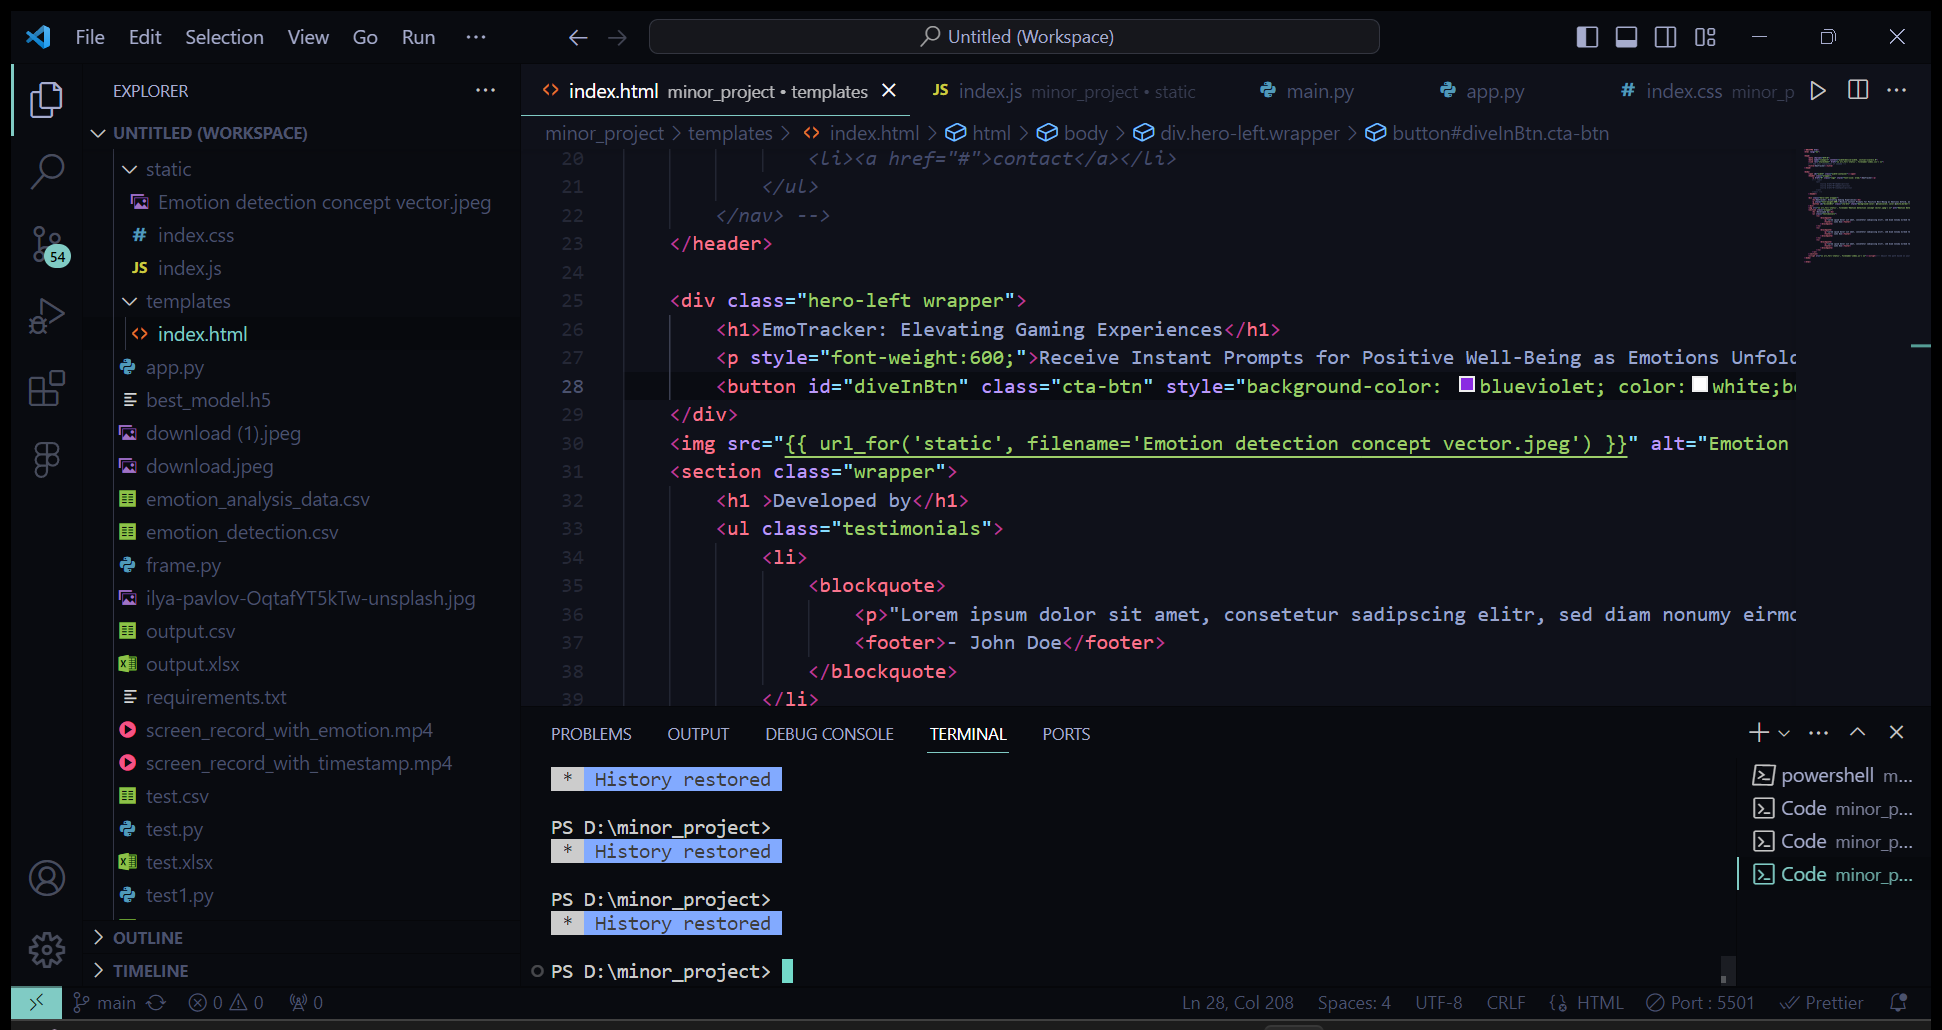 File Edit Selection View Go Run ···
Untitled (Workspace)
EXPLORER
UNTITLED (WORKSPACE)
static
Emotion detection concept vector.jpeg
# index.css
JS index.js
templates
<> index.html
app.py
best_model.h5
download (1).jpeg
download.jpeg
emotion_analysis_data.csv
emotion_detection.csv
frame.py
ilya-pavlov-OqtafYT5kTw-unsplash.jpg
output.csv
output.xlsx
requirements.txt
screen_record_with_emotion.mp4
screen_record_with_timestamp.mp4
test.csv
test.py
test.xlsx
test1.py
OUTLINE
TIMELINE
54
<> index.html minor_project • templates
JS index.js minor_project • static
main.py
app.py
# index.css minor_p
minor_project > templates > <> index.html > html > body > div.hero-left.wrapper > button#diveInBtn.cta-btn
20 <li><a href="#">contact</a></li>
21 </ul>
22 </nav> -->
23 </header>
24
25 <div class="hero-left wrapper">
26 <h1>EmoTracker: Elevating Gaming Experiences</h1>
27 <p style="font-weight:600;">Receive Instant Prompts for Positive Well-Being as Emotions Unfol
28 <button id="diveInBtn" class="cta-btn" style="background-color: blueviolet; color: white;bo
29 </div>
30 <img src="{{ url_for('static', filename='Emotion detection concept vector.jpeg') }}" alt="Emotion
31 <section class="wrapper">
32 <h1 >Developed by</h1>
33 <ul class="testimonials">
34 <li>
35 <blockquote>
36 <p>"Lorem ipsum dolor sit amet, consetetur sadipscing elitr, sed diam nonumy eirmo
37 <footer>- John Doe</footer>
38 </blockquote>
39 </li>
PROBLEMS OUTPUT DEBUG CONSOLE TERMINAL PORTS
* History restored
PS D:\minor_project>
* History restored
PS D:\minor_project>
* History restored
PS D:\minor_project>
powershell m...
Code minor_p...
Code minor_p...
Code minor_p...
main 0 0 0
Ln 28, Col 208 Spaces: 4 UTF-8 CRLF HTML Port : 5501 Prettier